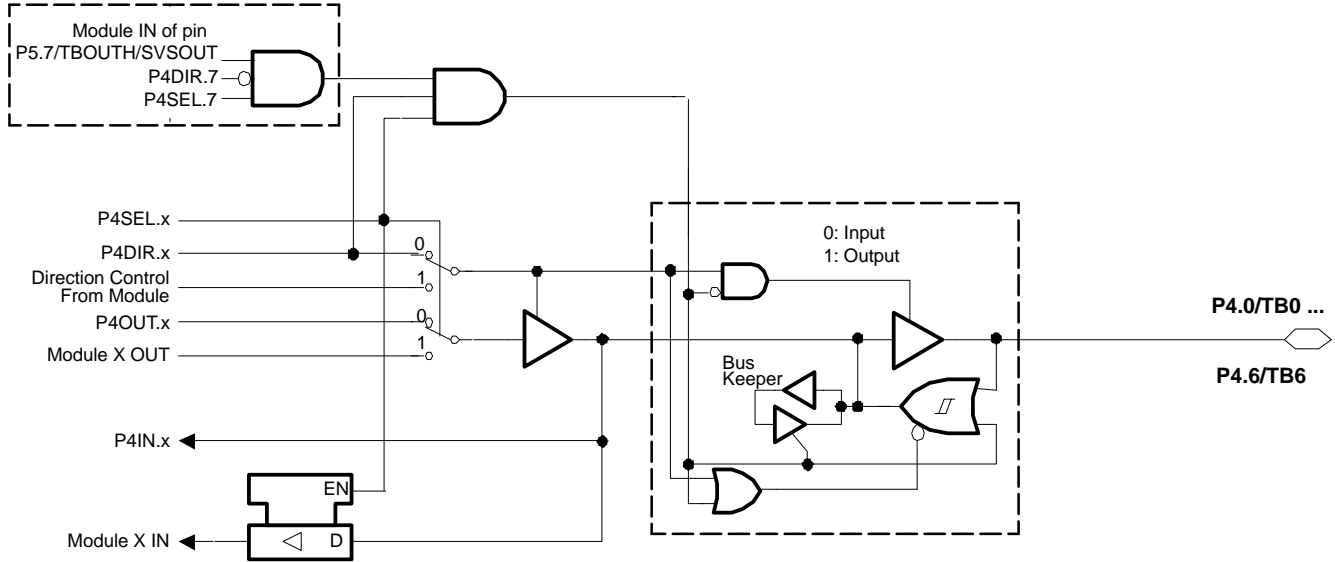 Module IN of pin
P5.7/TBOUTH/SVSOUT
P4DIR.7
P4SEL.7
P4SEL.x
P4DIR.x
0
Direction Control
From Module
1
P4OUT.x
0
Module X OUT
1
0: Input
1: Output
P4.0/TB0 ...
P4.6/TB6
Bus
Keeper
P4IN.x
EN
Module X IN
D